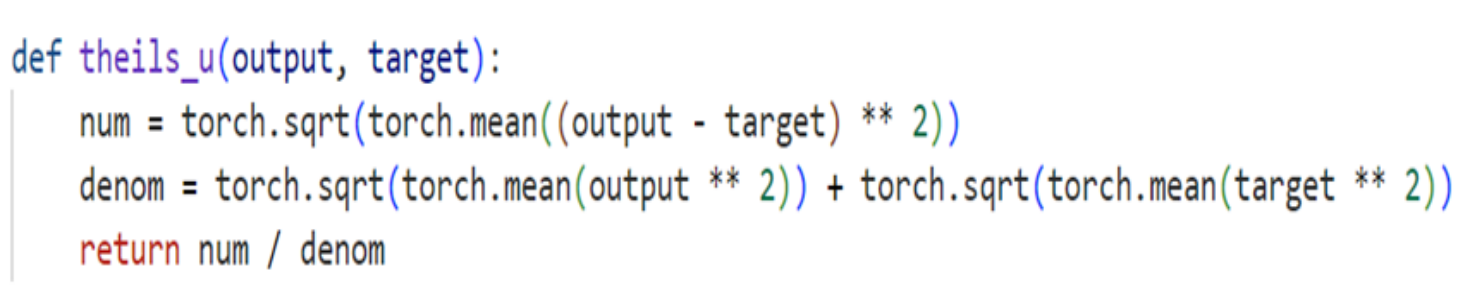 def theils_u(output, target):
    num = torch.sqrt(torch.mean((output - target) ** 2))
    denom = torch.sqrt(torch.mean(output ** 2)) + torch.sqrt(torch.mean(target ** 2))
    return num / denom